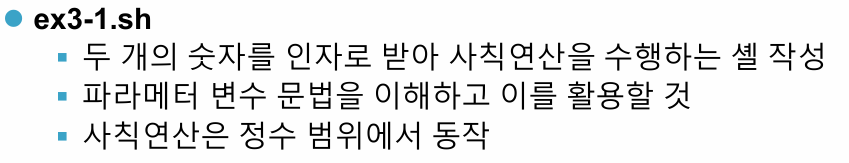 ● ex3-1.sh
▪ 두 개의 숫자를 인자로 받아 사칙연산을 수행하는 셸 작성
▪ 파라메터 변수 문법을 이해하고 이를 활용할 것
▪ 사칙연산은 정수 범위에서 동작